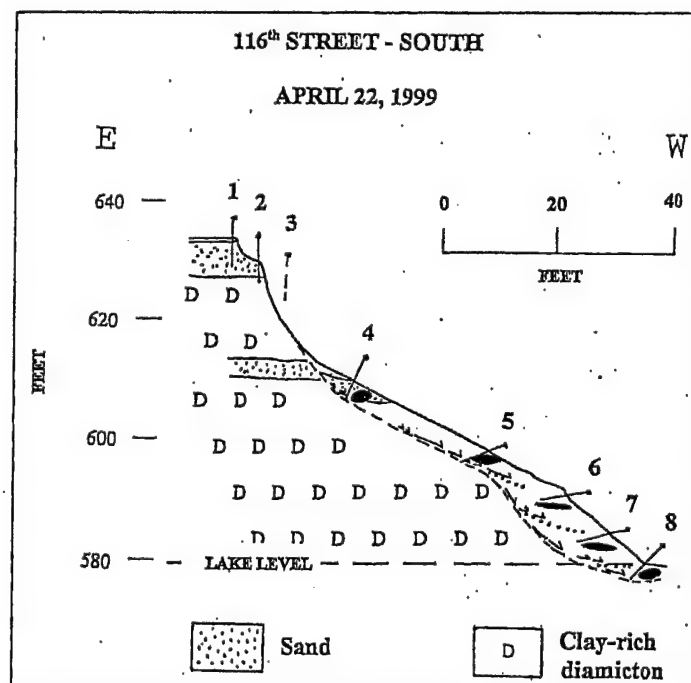 116th STREET - SOUTH
APRIL 22, 1999
E W
640
1 2 3
0 20 40
FEET
D D
620
D D
4
FEET
D D D
600
D D D D
5
6
D D D D D D D
7
8
D D D D D D D
580
LAKE LEVEL
Sand
D
Clay-rich
diamicton